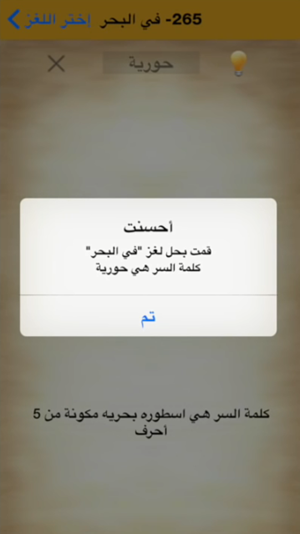 265- في البحر إختر اللغز
حورية
أحسنت
قمت بحل لغز "في البحر"
كلمة السر هي حورية
تم
كلمة السر هي اسطوره بحريه مكونة من 5
أحرف